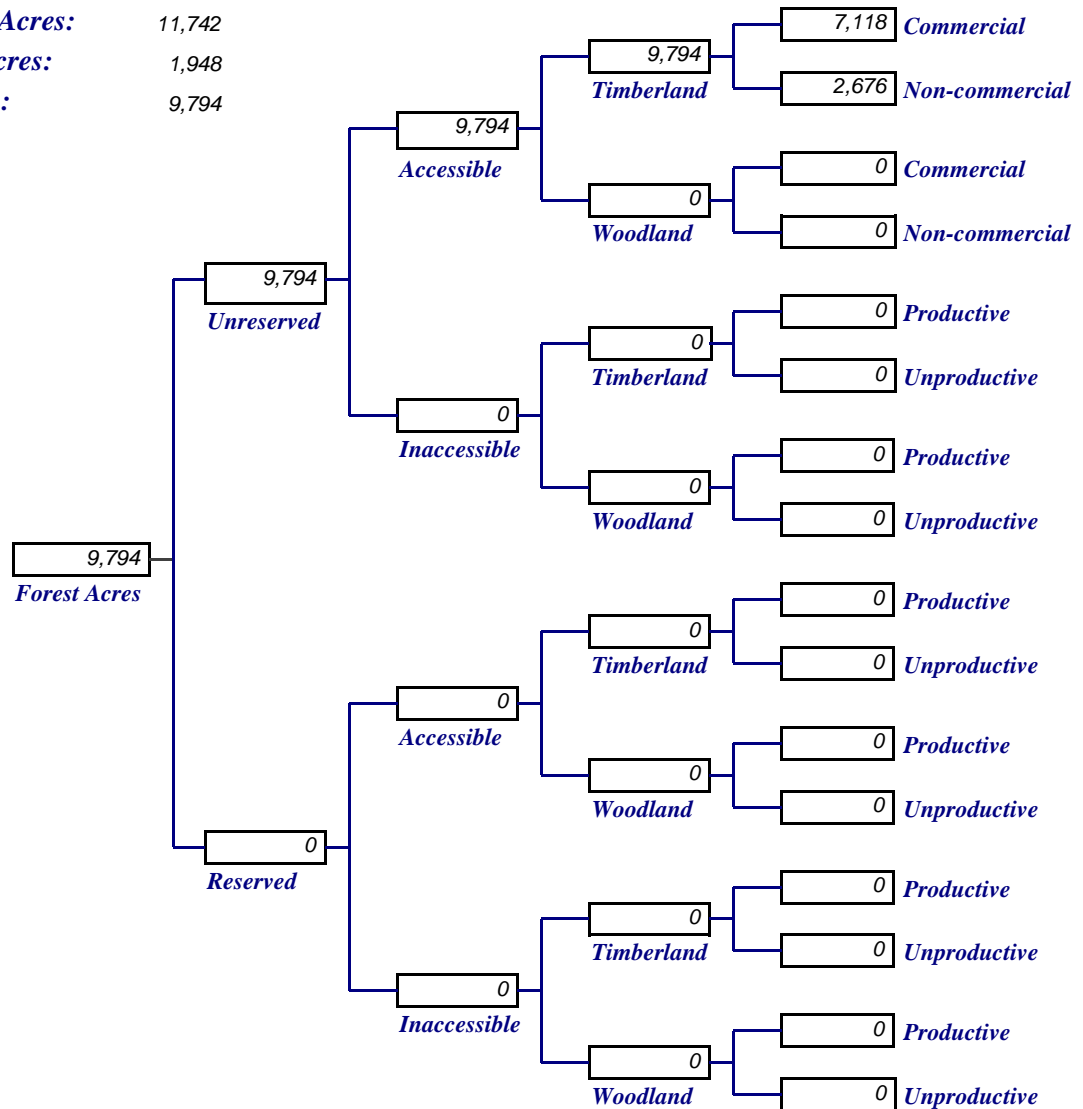 Acres: 11,742
cres: 1,948
: 9,794
7,118 Commercial
9,794
Timberland
2,676 Non-commercial
9,794
Accessible
0 Commercial
0
Woodland
0 Non-commercial
9,794
Unreserved
0 Productive
0
Timberland
0 Unproductive
0
Inaccessible
0 Productive
0
Woodland
0 Unproductive
9,794
Forest Acres
0 Productive
0
Timberland
0 Unproductive
0
Accessible
0 Productive
0
Woodland
0 Unproductive
0
Reserved
0 Productive
0
Timberland
0 Unproductive
0
Inaccessible
0 Productive
0
Woodland
0 Unproductive